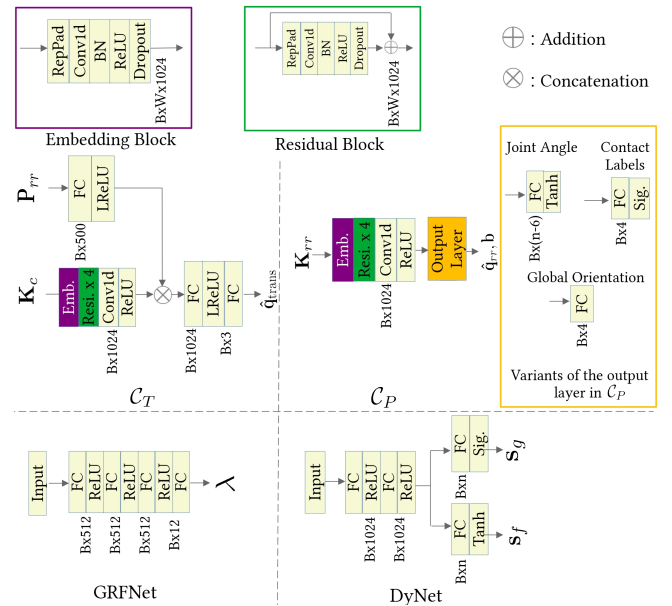 RepPad
Conv1d
BN
ReLU
Dropout
BxWx1024
Embedding Block
RepPad
Conv1d
BN
ReLU
Dropout
BxWx1024
Residual Block
⊕ : Addition
⊗ : Concatenation
P_rr
FC
LReLU
Bx500
K_c
Emb.
Resi. x 4
Conv1d
ReLU
Bx1024
FC
LReLU
FC
Bx1024
Bx3
q̂_trans
C_T
K_rr
Emb.
Resi. x 4
Conv1d
ReLU
Bx1024
Output
Layer
q̂_rr, b
C_P
Joint Angle
FC
Tanh
Bx(n-6)
Contact
Labels
FC
Sig.
Bx4
Global Orientation
FC
Bx4
Variants of the output
layer in C_P
Input
FC
ReLU
FC
ReLU
FC
ReLU
FC
Bx512
Bx512
Bx512
Bx12
λ
GRFNet
Input
FC
ReLU
FC
ReLU
Bx1024
Bx1024
FC
Sig.
Bxn
s_g
FC
Tanh
Bxn
s_f
DyNet